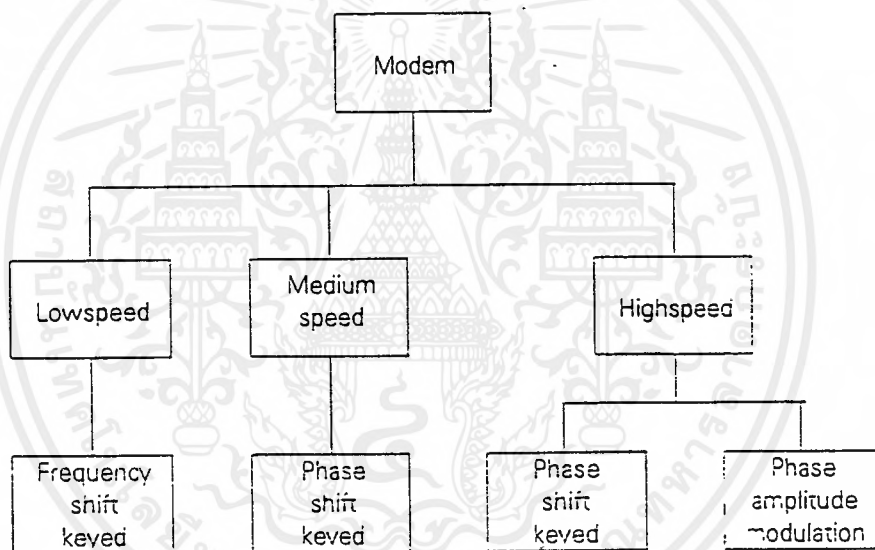 Modem
Lowspeed
Medium
speed
Highspeed
Frequency
shift
keyed
Phase
shift
keyed
Phase
shift
keyed
Phase
amplitude
modulation